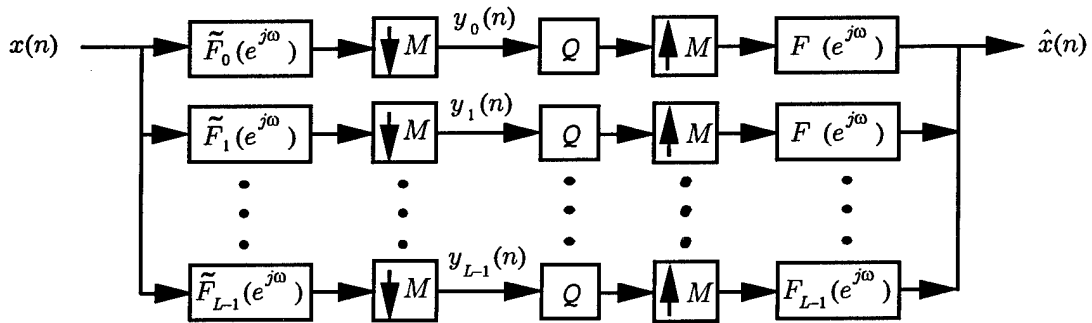 x(n) F̃₀(e^{jω}) ↓ M y₀(n) Q ↑ M F (e^{jω}) x̂(n)
F̃₁(e^{jω}) ↓ M y₁(n) Q ↑ M F (e^{jω})
F̃_{L-1}(e^{jω}) ↓ M y_{L-1}(n) Q ↑ M F_{L-1}(e^{jω})